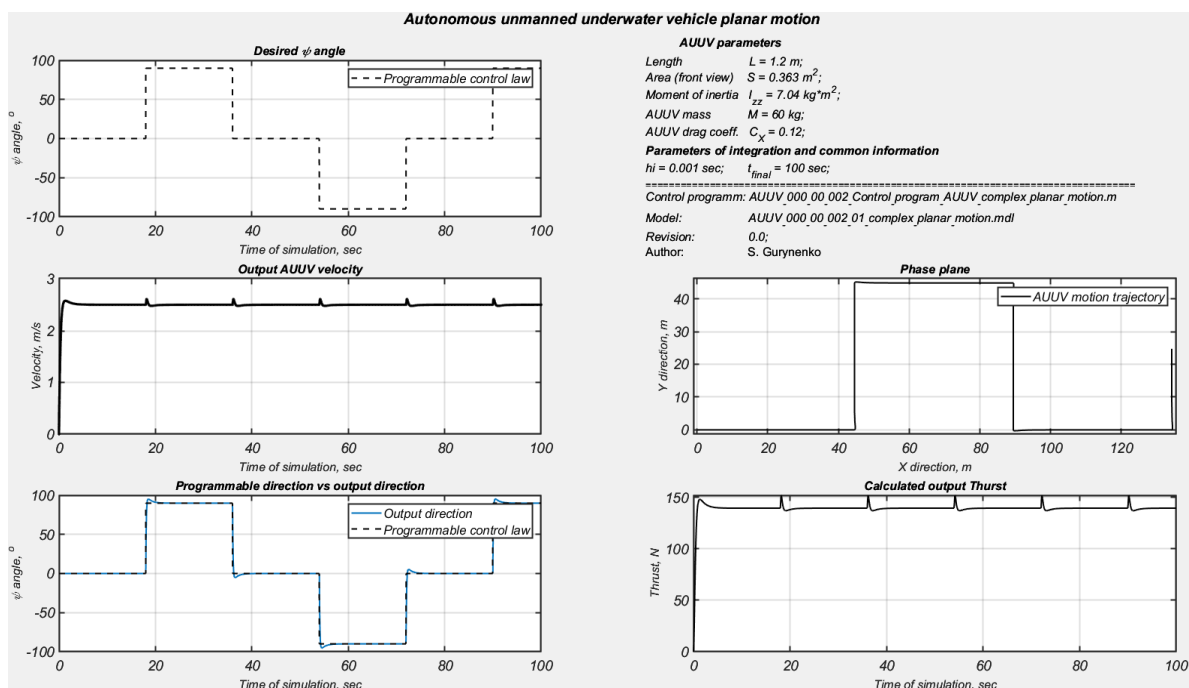 Autonomous unmanned underwater vehicle planar motion
Desired ψ angle
100
50
0
-50
-100
ψ angle, °
Programmable control law
0 20 40 60 80 100
Time of simulation, sec
AUUV parameters
Length L = 1.2 m;
Area (front view) S = 0.363 m²;
Moment of inertia I_zz = 7.04 kg*m²;
AUUV mass M = 60 kg;
AUUV drag coeff. C_X = 0.12;
Parameters of integration and common information
hi = 0.001 sec; t_final = 100 sec;
==========================================================================================
Control programm: AUUV_000_00_002_Control_program_AUUV_complex_planar_motion.m
Model: AUUV_000_00_002_01_complex_planar_motion.mdl
Revision: 0.0;
Author: S. Gurynenko
Output AUUV velocity
3
2
1
0
Velocity, m/s
0 20 40 60 80 100
Time of simulation, sec
Phase plane
40
30
20
10
0
Y direction, m
AUUV motion trajectory
0 20 40 60 80 100 120
X direction, m
Programmable direction vs output direction
100
50
0
-50
-100
ψ angle, °
Output direction
Programmable control law
0 20 40 60 80 100
Time of simulation, sec
Calculated output Thurst
150
100
50
0
Thrust, N
0 20 40 60 80 100
Time of simulation, sec